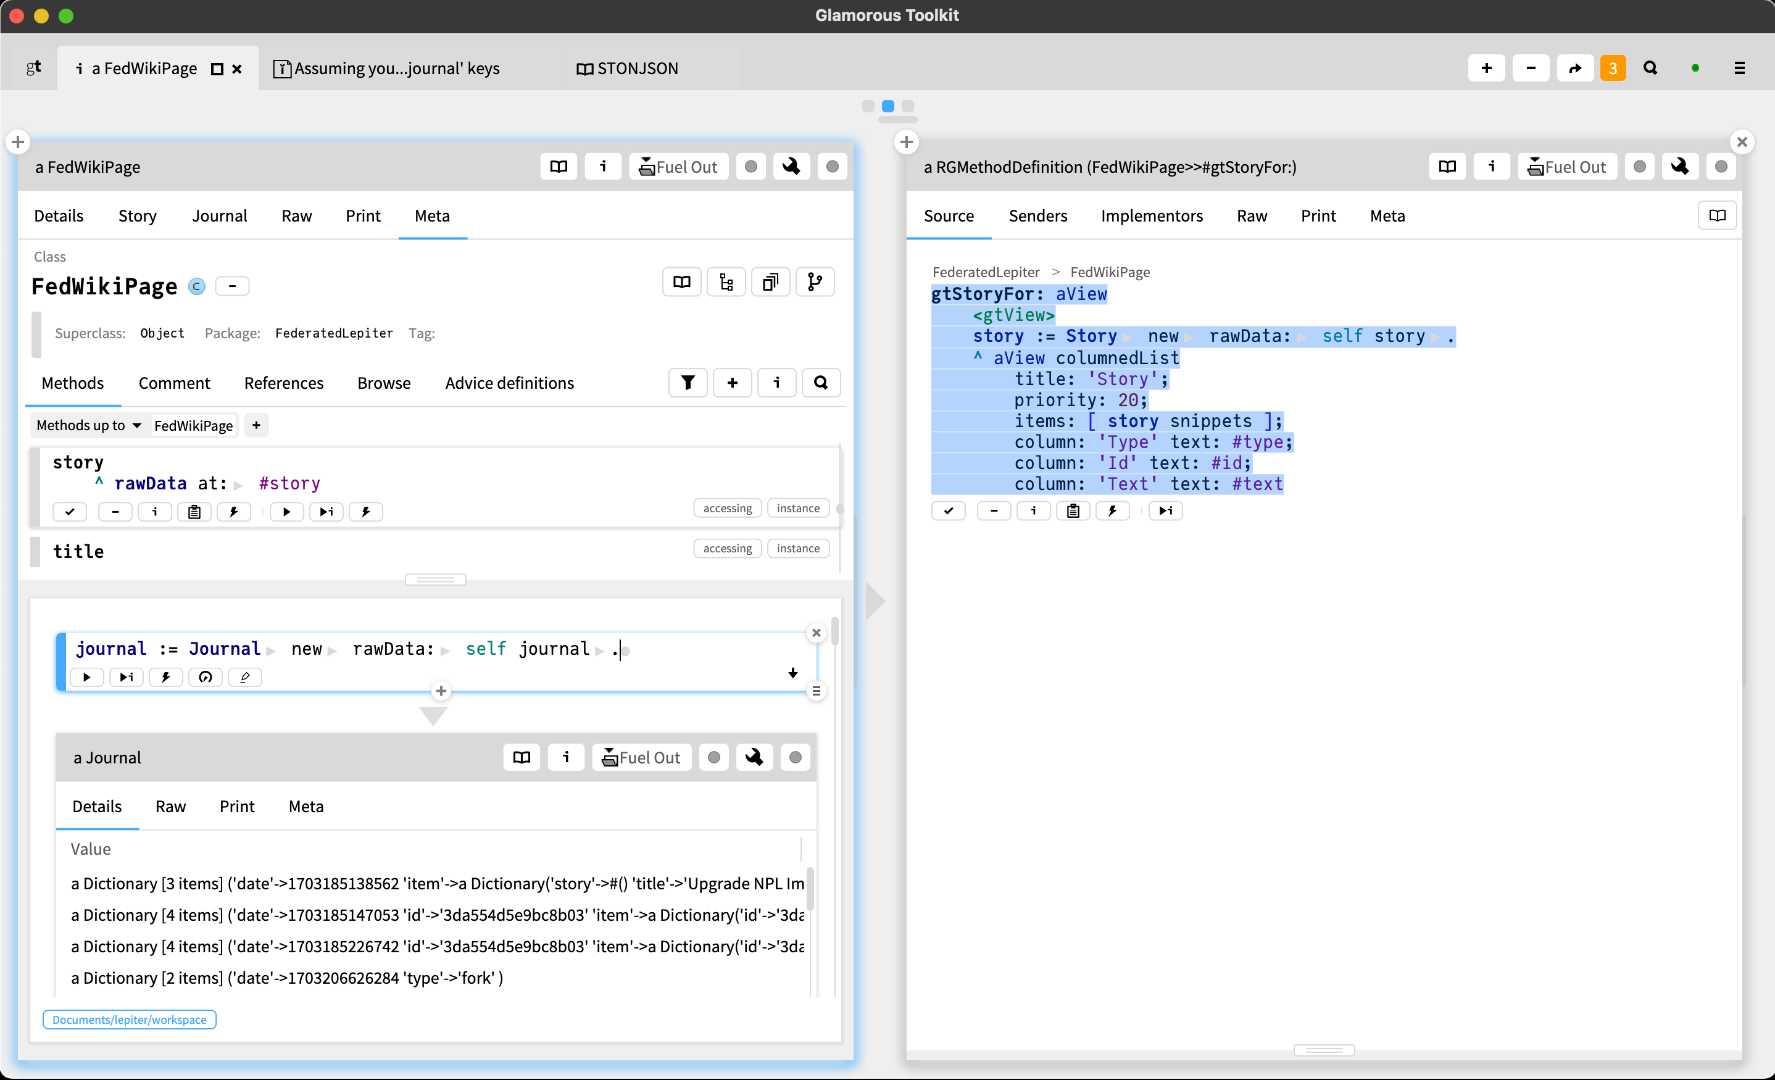 Glamorous Toolkit
gt
i a FedWikiPage
Assuming you...journal' keys
STONJSON
3
a FedWikiPage
i
Fuel Out
Details Story Journal Raw Print Meta
Class
FedWikiPage C -
Superclass: Object Package: FederatedLepiter Tag:
Methods Comment References Browse Advice definitions
Methods up to FedWikiPage +
story
^ rawData at: #story
accessing instance
title
accessing instance
journal := Journal new rawData: self journal .
a Journal
i
Fuel Out
Details Raw Print Meta
Value
a Dictionary [3 items] ('date'->1703185138562 'item'->a Dictionary('story'->#() 'title'->'Upgrade NPL Im
a Dictionary [4 items] ('date'->1703185147053 'id'->'3da554d5e9bc8b03' 'item'->a Dictionary('id'->'3da
a Dictionary [4 items] ('date'->1703185226742 'id'->'3da554d5e9bc8b03' 'item'->a Dictionary('id'->'3da
a Dictionary [2 items] ('date'->1703206626284 'type'->'fork' )
Documents/lepiter/workspace
a RGMethodDefinition (FedWikiPage>>#gtStoryFor:)
i
Fuel Out
Source Senders Implementors Raw Print Meta
FederatedLepiter > FedWikiPage
gtStoryFor: aView
<gtView>
story := Story new rawData: self story .
^ aView columnedList
title: 'Story';
priority: 20;
items: [ story snippets ];
column: 'Type' text: #type;
column: 'Id' text: #id;
column: 'Text' text: #text